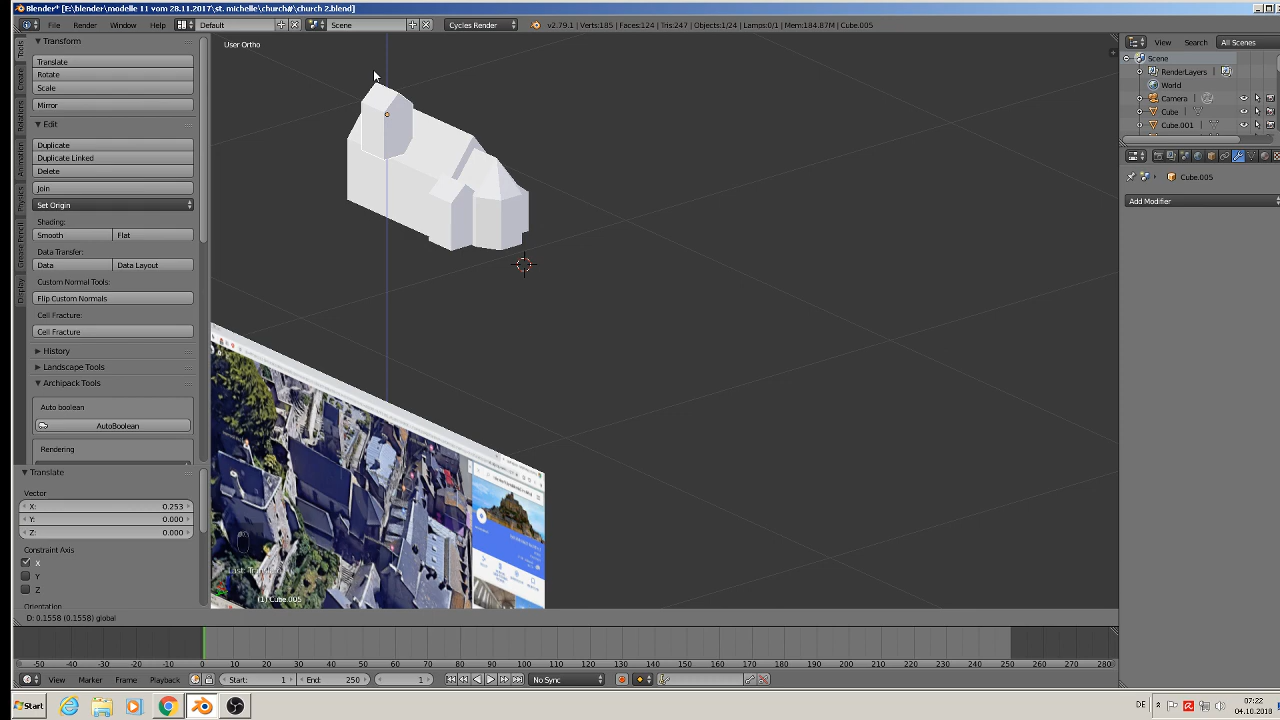 Blender* [E:\blender\modelle 11 vom 28.11.2017\st. michelle\church#\church 2.blend]
File Render Window Help Default Scene Cycles Render v2.79.1 | Verts:185 | Faces:124 | Tris:247 | Objects:1/24 | Lamps:0/1 | Mem:184.87M | Cube.005
Tools
Create
Relations
Animation
Physics
Grease Pencil
Display
Transform
Translate
Rotate
Scale
Mirror
Edit
Duplicate
Duplicate Linked
Delete
Join
Set Origin
Shading:
Smooth Flat
Data Transfer:
Data Data Layout
Custom Normal Tools:
Flip Custom Normals
Cell Fracture:
Cell Fracture
History
Landscape Tools
Archipack Tools
Auto boolean
AutoBoolean
Rendering
Translate
Vector
X: 0.253
Y: 0.000
Z: 0.000
Constraint Axis
X
Y
Z
Orientation
User Ortho
(1) Cube.005
D: 0.1558 (0.1558) global
View Search All Scenes
Scene
RenderLayers
World
Camera
Cube
Cube.001
Cube.005
Add Modifier
-50 -40 -30 -20 -10 0 10 20 30 40 50 60 70 80 90 100 110 120 130 140 150 160 170 180 190 200 210 220 230 240 250 260 270 280
View Marker Frame Playback Start: 1 End: 250 1 No Sync
Start DE 07:22
04.10.2018